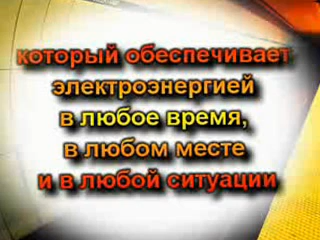 который обеспечивает
электроэнергией
в любое время,
в любом месте
и в любой ситуации